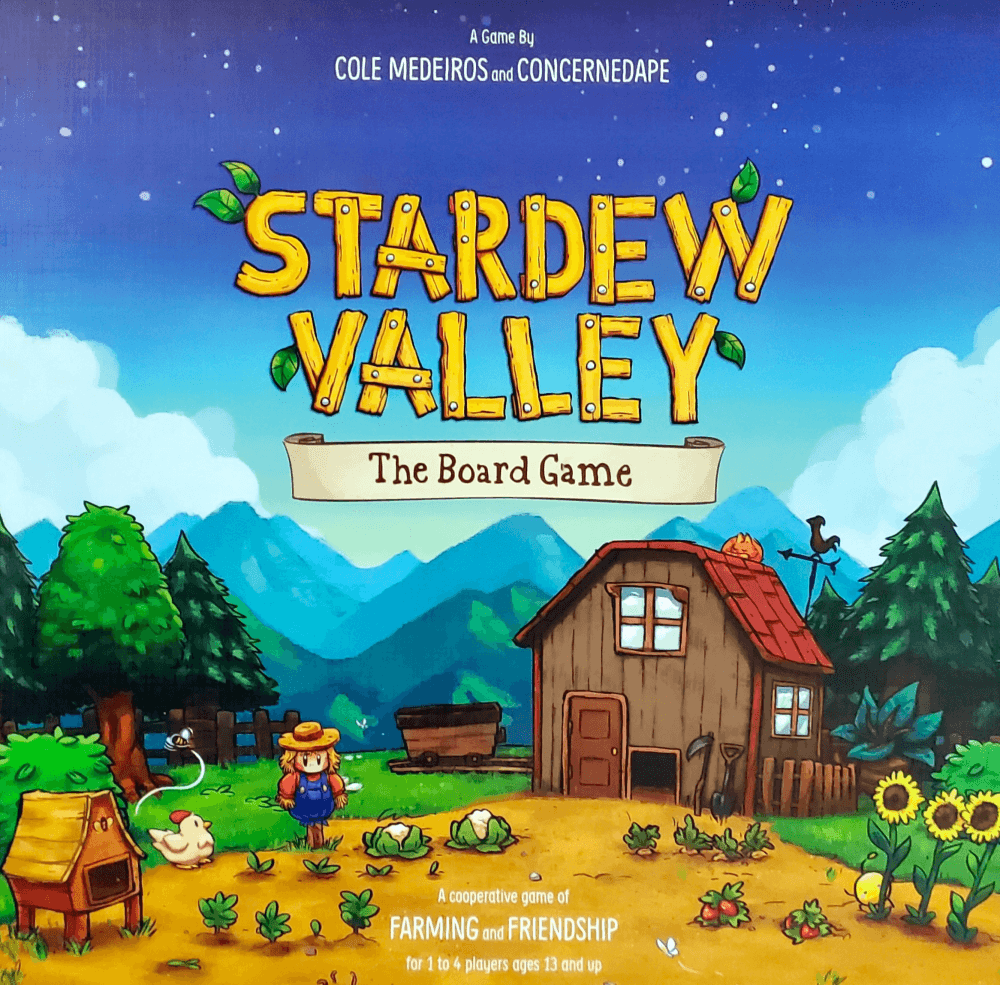 A Game By
COLE MEDEIROS and CONCERNEDAPE
STARDEW
VALLEY
The Board Game
A cooperative game of
FARMING and FRIENDSHIP
for 1 to 4 players ages 13 and up